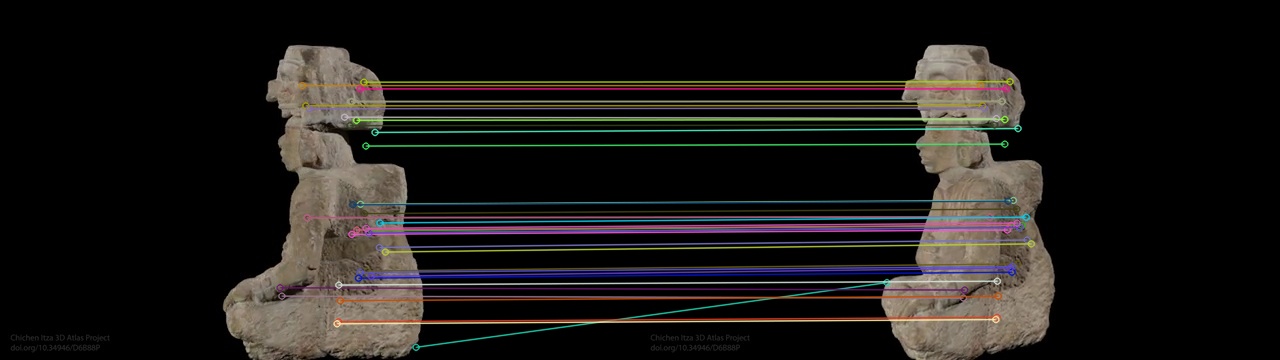 Chichen Itza 3D Atlas Project
doi.org/10.34946/D6B88P
Chichen Itza 3D Atlas Project
doi.org/10.34946/D6B88P